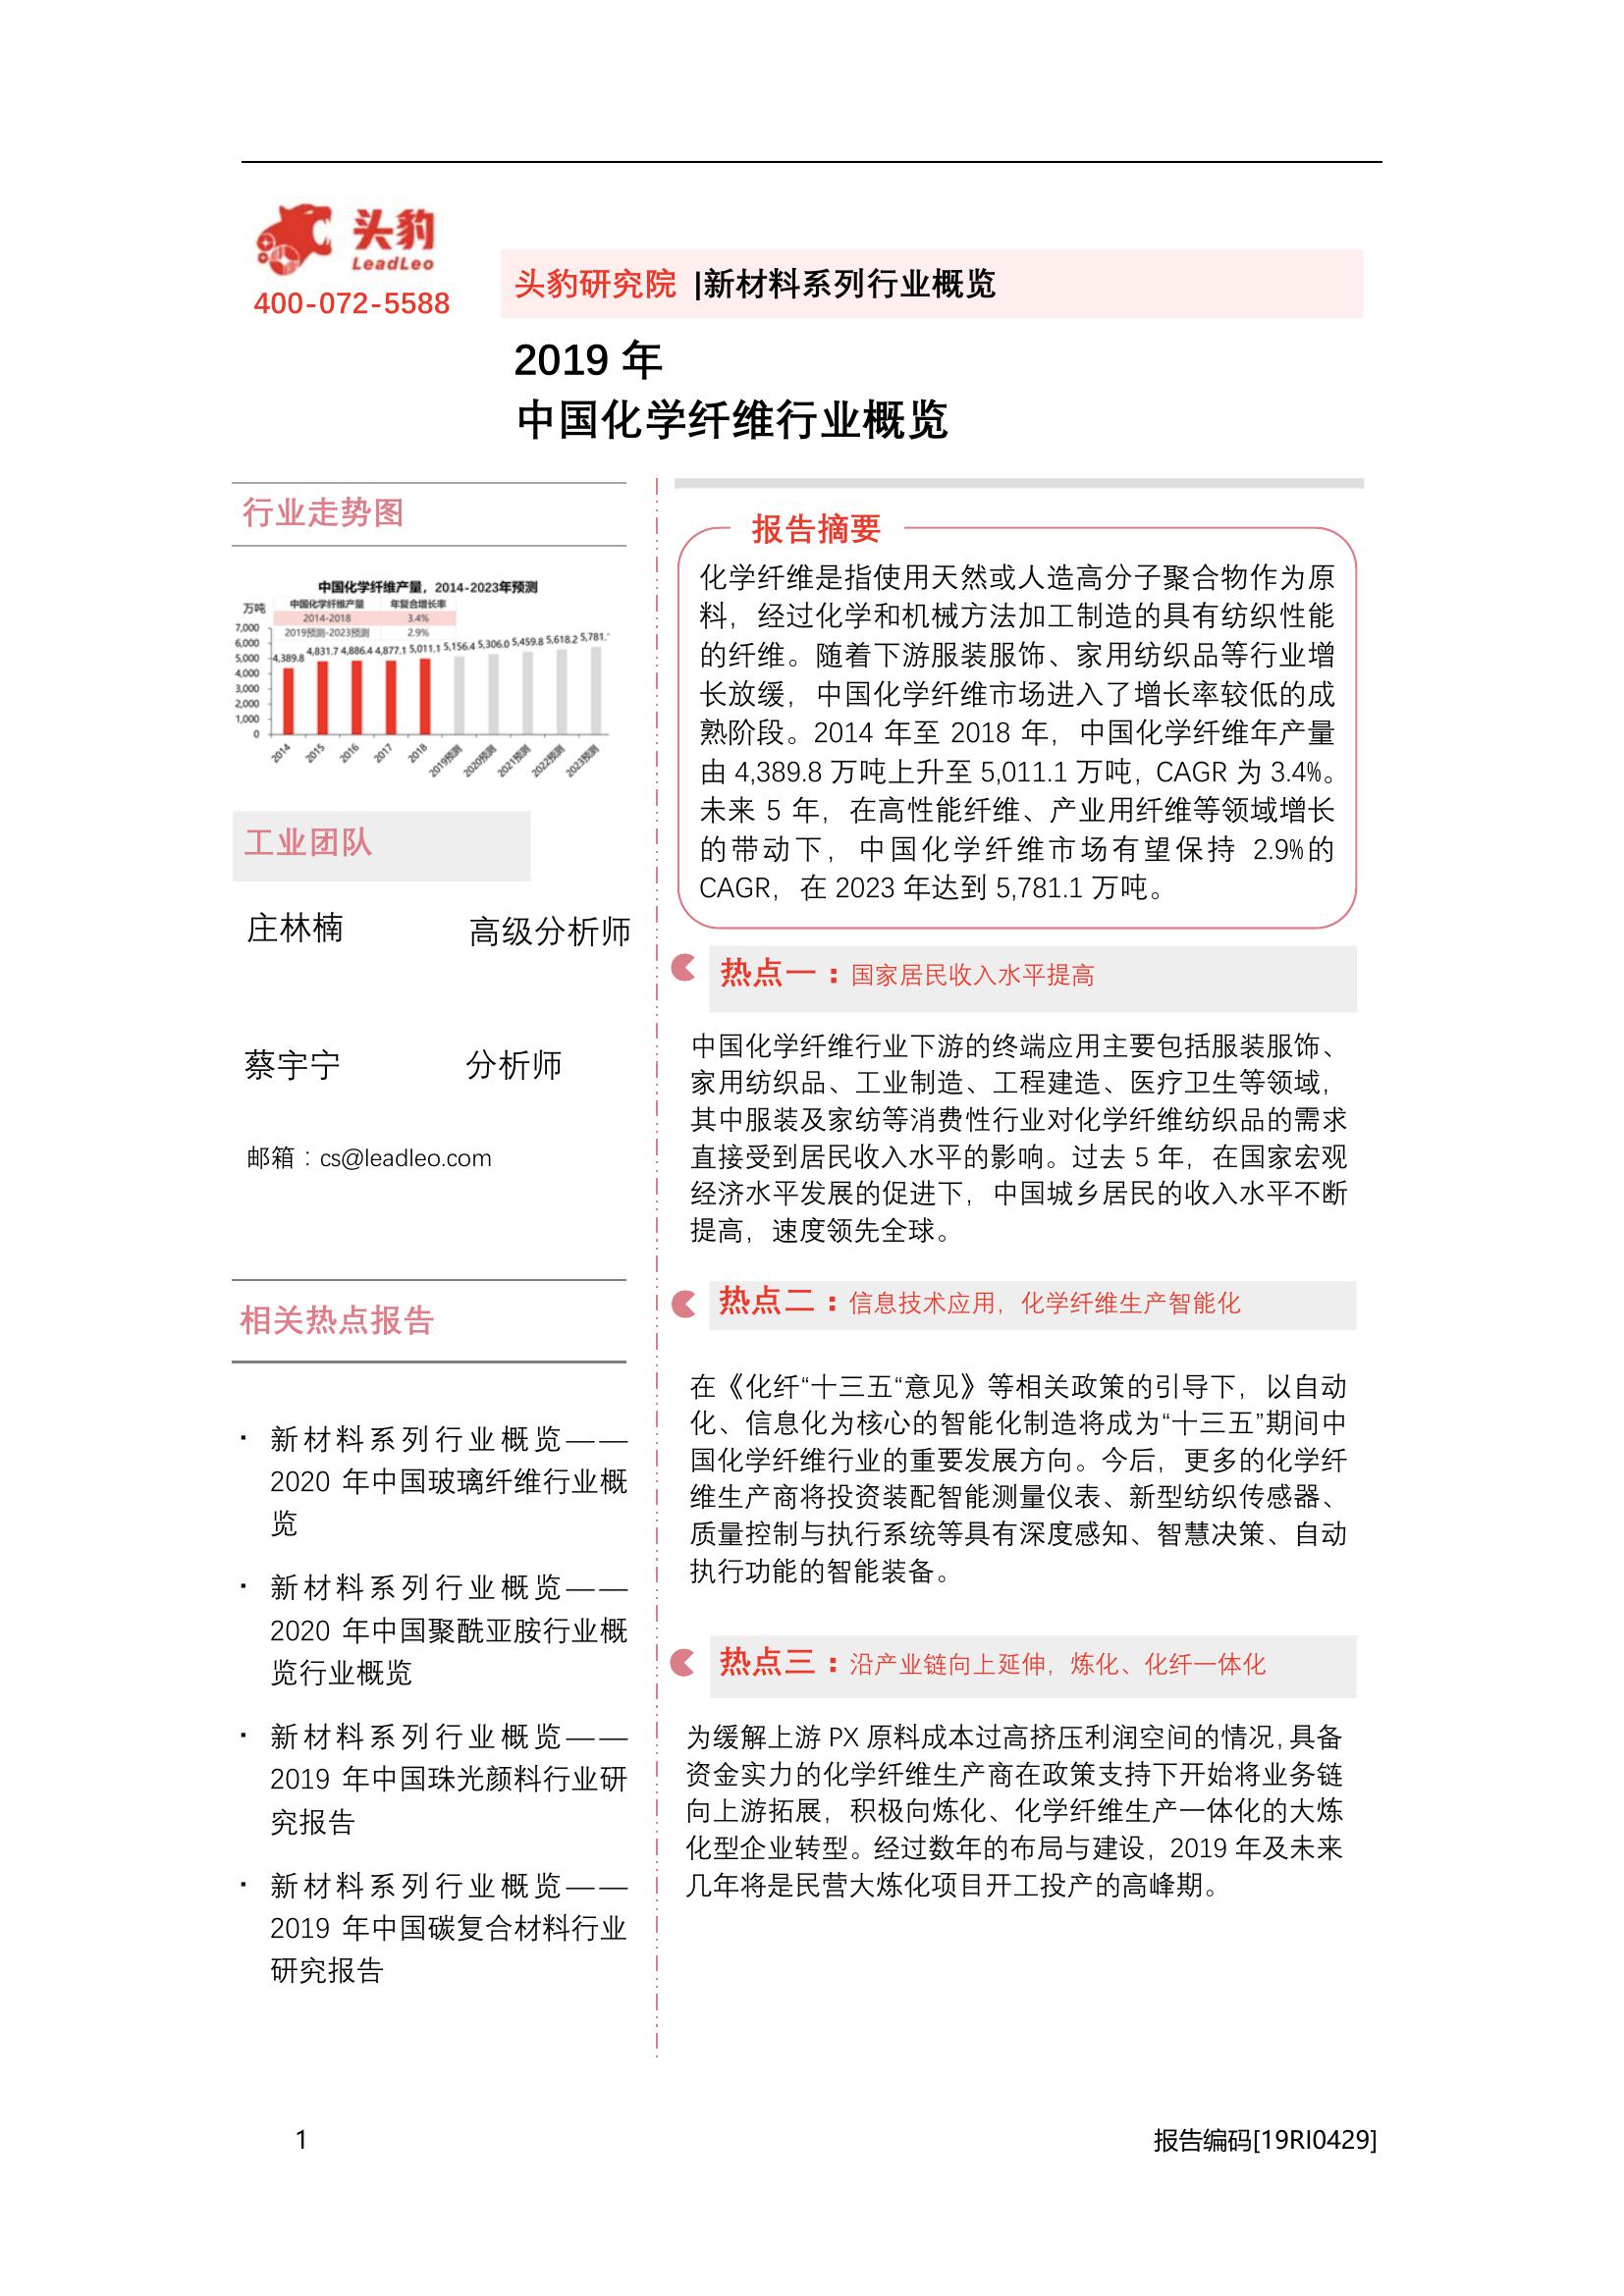 头豹
LeadLeo
400-072-5588
头豹研究院 |新材料系列行业概览
2019 年
中国化学纤维行业概览
行业走势图
中国化学纤维产量，2014-2023年预测
万吨
中国化学纤维产量 年复合增长率
2014-2018 3.4%
2019预测-2023预测 2.9%
7,000
6,000
5,000
4,000
3,000
2,000
1,000
0
4,389.8 4,831.7 4,886.4 4,877.1 5,011.1 5,156.4 5,306.0 5,459.8 5,618.2 5,781.
2014 2015 2016 2017 2018 2019预测 2020预测 2021预测 2022预测 2023预测
工业团队
庄林楠 高级分析师
蔡宇宁 分析师
邮箱：cs@leadleo.com
相关热点报告
· 新材料系列行业概览——
2020 年中国玻璃纤维行业概
览
· 新材料系列行业概览——
2020 年中国聚酰亚胺行业概
览行业概览
· 新材料系列行业概览——
2019 年中国珠光颜料行业研
究报告
· 新材料系列行业概览——
2019 年中国碳复合材料行业
研究报告
报告摘要
化学纤维是指使用天然或人造高分子聚合物作为原
料，经过化学和机械方法加工制造的具有纺织性能
的纤维。随着下游服装服饰、家用纺织品等行业增
长放缓，中国化学纤维市场进入了增长率较低的成
熟阶段。2014 年至 2018 年，中国化学纤维年产量
由 4,389.8 万吨上升至 5,011.1 万吨，CAGR 为 3.4%。
未来 5 年，在高性能纤维、产业用纤维等领域增长
的带动下，中国化学纤维市场有望保持 2.9%的
CAGR，在 2023 年达到 5,781.1 万吨。
热点一：国家居民收入水平提高
中国化学纤维行业下游的终端应用主要包括服装服饰、
家用纺织品、工业制造、工程建造、医疗卫生等领域，
其中服装及家纺等消费性行业对化学纤维纺织品的需求
直接受到居民收入水平的影响。过去 5 年，在国家宏观
经济水平发展的促进下，中国城乡居民的收入水平不断
提高，速度领先全球。
热点二：信息技术应用，化学纤维生产智能化
在《化纤“十三五“意见》等相关政策的引导下，以自动
化、信息化为核心的智能化制造将成为“十三五”期间中
国化学纤维行业的重要发展方向。今后，更多的化学纤
维生产商将投资装配智能测量仪表、新型纺织传感器、
质量控制与执行系统等具有深度感知、智慧决策、自动
执行功能的智能装备。
热点三：沿产业链向上延伸，炼化、化纤一体化
为缓解上游 PX 原料成本过高挤压利润空间的情况，具备
资金实力的化学纤维生产商在政策支持下开始将业务链
向上游拓展，积极向炼化、化学纤维生产一体化的大炼
化型企业转型。经过数年的布局与建设，2019 年及未来
几年将是民营大炼化项目开工投产的高峰期。
1
报告编码[19RI0429]